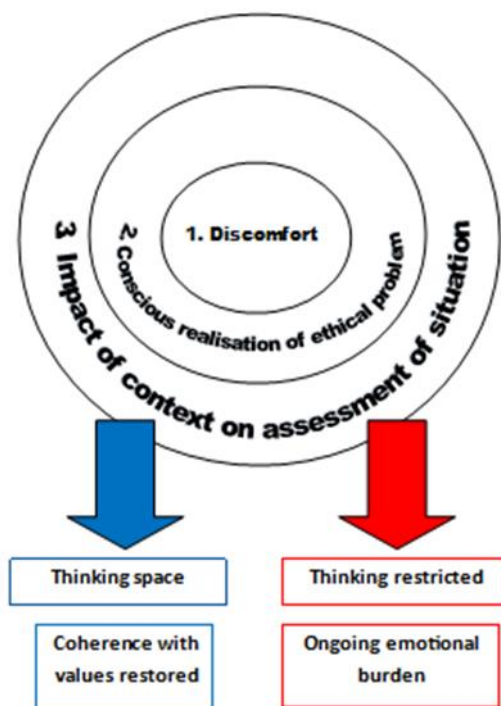 1. Discomfort
2. Conscious realisation of ethical problem
3 Impact of context on assessment of situation
Thinking space
Thinking restricted
Coherence with
values restored
Ongoing emotional
burden